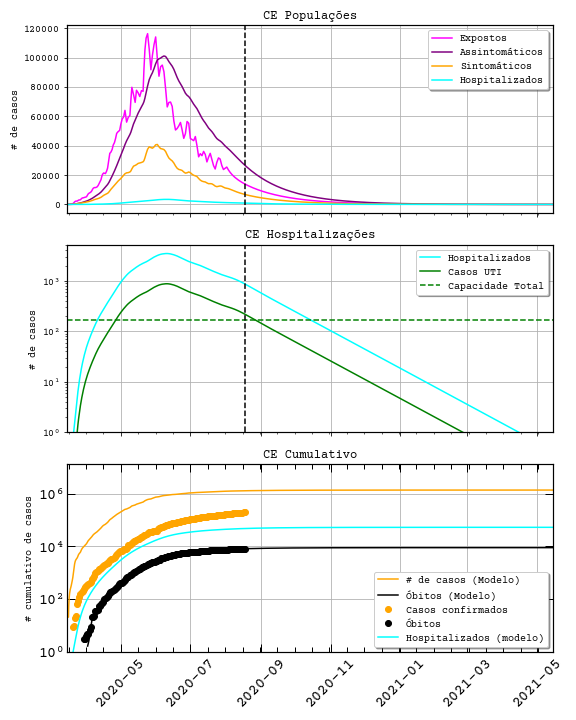 CE Populações
120000
100000
80000
60000
40000
20000
0
# de casos
Expostos
Assintomáticos
Sintomáticos
Hospitalizados
CE Hospitalizações
10³
10²
10¹
10⁰
# de casos
Hospitalizados
Casos UTI
Capacidade Total
CE Cumulativo
10⁶
10⁴
10²
10⁰
# cumulativo de casos
# de casos (Modelo)
Óbitos (Modelo)
Casos confirmados
Óbitos
Hospitalizados (modelo)
2020-05
2020-07
2020-09
2020-11
2021-01
2021-03
2021-05